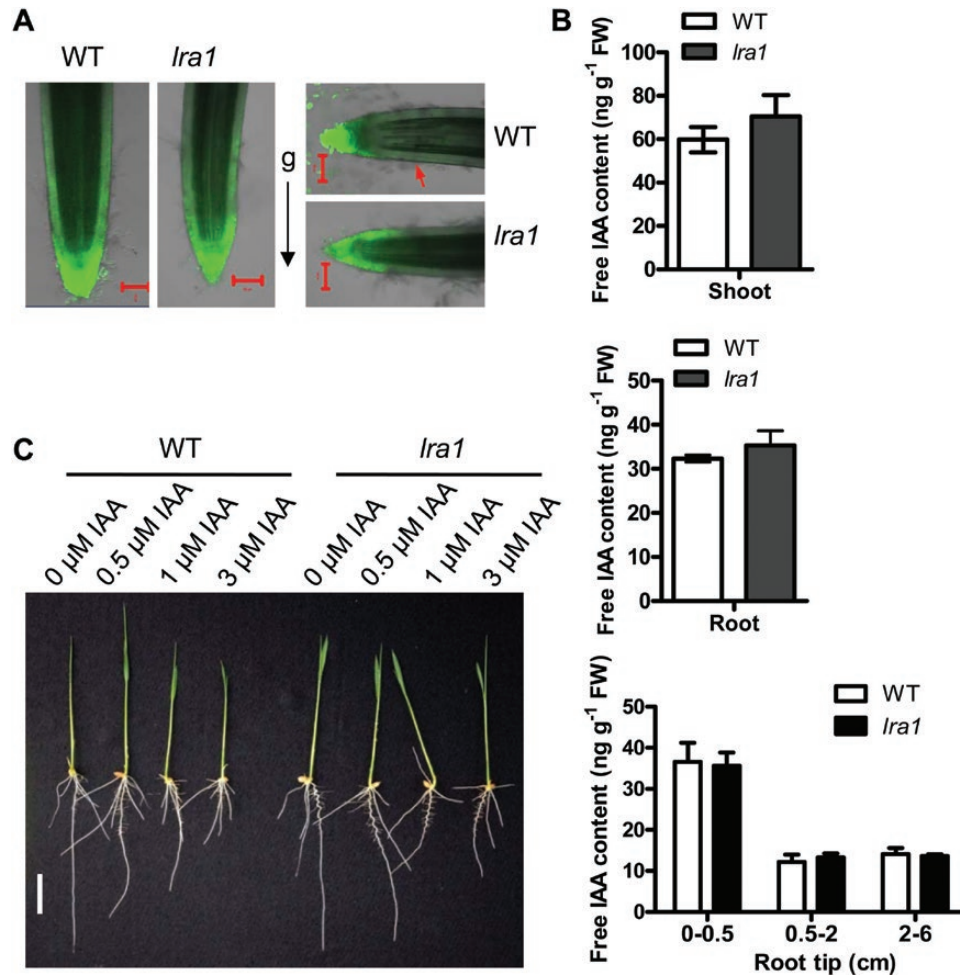 A
WT
lra1
g
WT
lra1
B
WT
lra1
Free IAA content (ng g⁻¹ FW)
100
80
60
40
20
0
Shoot
WT
lra1
Free IAA content (ng g⁻¹ FW)
50
40
30
20
10
0
Root
WT
lra1
Free IAA content (ng g⁻¹ FW)
50
40
30
20
10
0
0-0.5
0.5-2
2-6
Root tip (cm)
C
WT
lra1
0 µM IAA
0.5 µM IAA
1 µM IAA
3 µM IAA
0 µM IAA
0.5 µM IAA
1 µM IAA
3 µM IAA